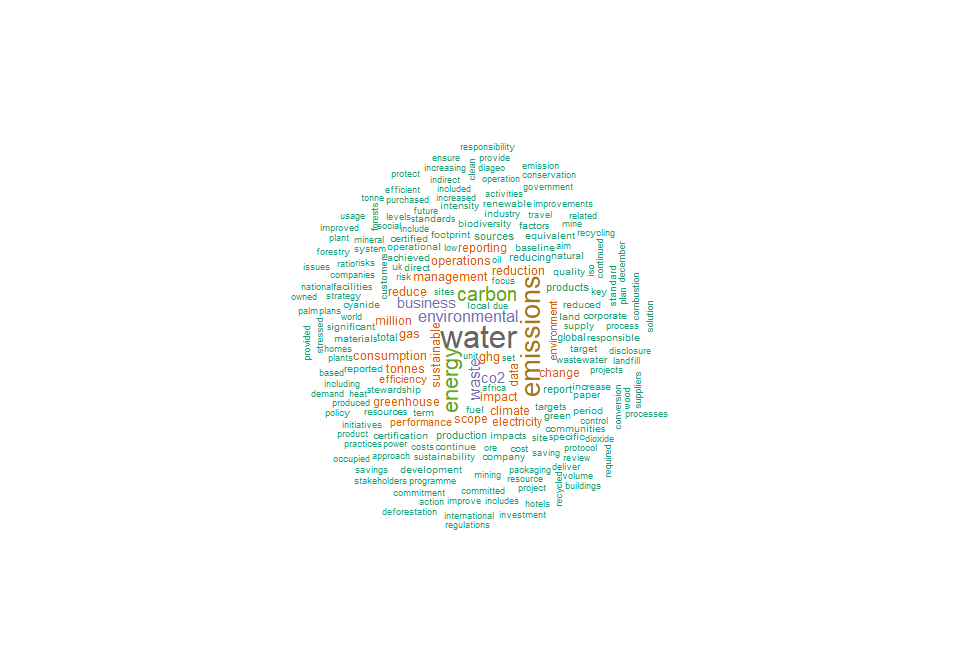 responsibility
ensure provide
increasing clean diageo emission
protect indirect operation conservation
efficient included government
tonne purchased increased activities
forests future intensity renewable improvements
usage levels standards industry travel related
improved social include biodiversity factors mine
plant mineral certified footprint sources equivalent recycling
forestry system operational low reporting baseline aim
achieved oil reducing natural continued december
issues ratio risks customers uk direct operations
companies risk management focus reduction quality iso standard
national facilities reduce sites carbon products key plan combustion
owned strategy
cyanide business local due emissions reduced
palm plans environmental land corporate solution
world million supply process
provided stressed significant gas water environment global responsible
materials total sustainable
homes consumption unit ghg set target disclosure
plants energy waste wastewater landfill
reported tonnes data change projects
based efficiency co2
including stewardship africa report increase conversion wood suppliers
demand heat impact paper
produced greenhouse fuel climate targets period
policy resources term green processes
initiatives performance scope electricity control
communities
product certification production impacts site specific dioxide
practices power costs continue ore cost saving protocol required
occupied approach sustainability company review
savings development packaging deliver
stakeholders programme mining resource volume
commitment committed project recycled buildings
action improve includes hotels
deforestation international investment
regulations